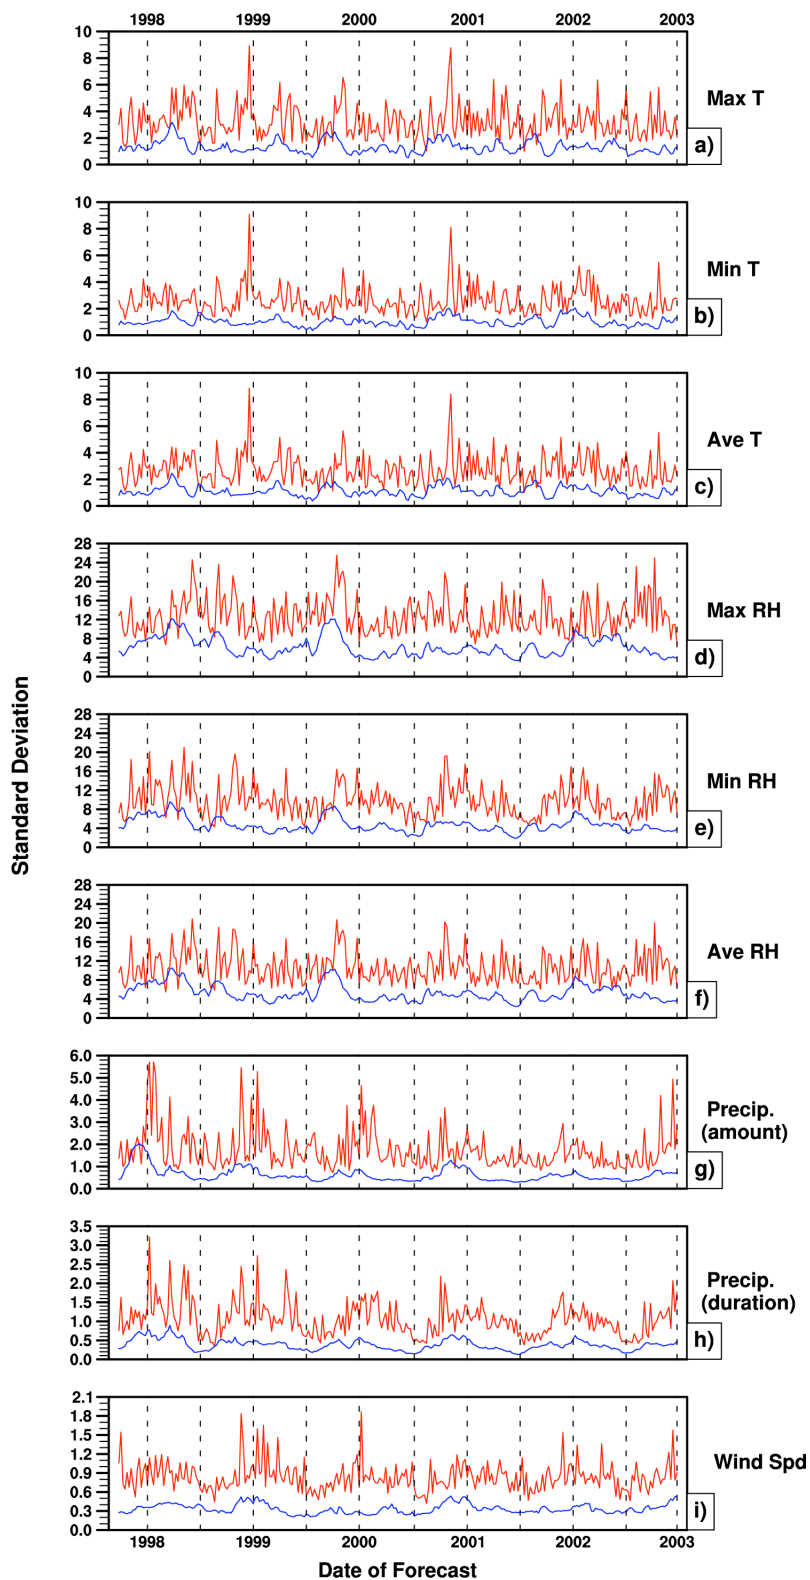 1998 1999 2000 2001 2002 2003
10
8
6
4
2
0
Max T
a)
10
8
6
4
2
0
Min T
b)
10
8
6
4
2
0
Ave T
c)
28
24
20
16
12
8
4
0
Max RH
d)
28
24
20
16
12
8
4
0
Min RH
e)
28
24
20
16
12
8
4
0
Ave RH
f)
6.0
5.0
4.0
3.0
2.0
1.0
0.0
Precip.
(amount)
g)
3.5
3.0
2.5
2.0
1.5
1.0
0.5
0.0
Precip.
(duration)
h)
2.1
1.8
1.5
1.2
0.9
0.6
0.3
0.0
Wind Spd
i)
Standard Deviation
1998 1999 2000 2001 2002 2003
Date of Forecast